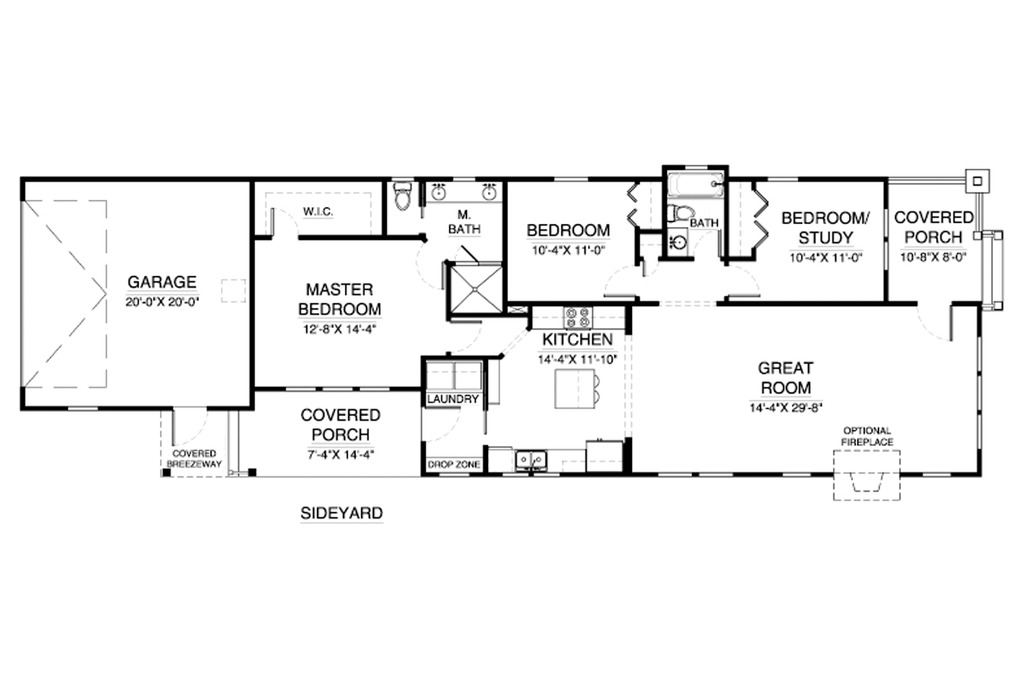 W.I.C.
M.
BATH
BEDROOM
10'-4"X 11'-0"
BATH
BEDROOM/
STUDY
10'-4"X 11'-0"
COVERED
PORCH
10'-8"X 8'-0"
GARAGE
20'-0"X 20'-0"
MASTER
BEDROOM
12'-8"X 14'-4"
KITCHEN
14'-4"X 11'-10"
GREAT
ROOM
14'-4"X 29'-8"
LAUNDRY
COVERED
PORCH
7'-4"X 14'-4"
OPTIONAL
FIREPLACE
COVERED
BREEZEWAY
DROP ZONE
SIDEYARD